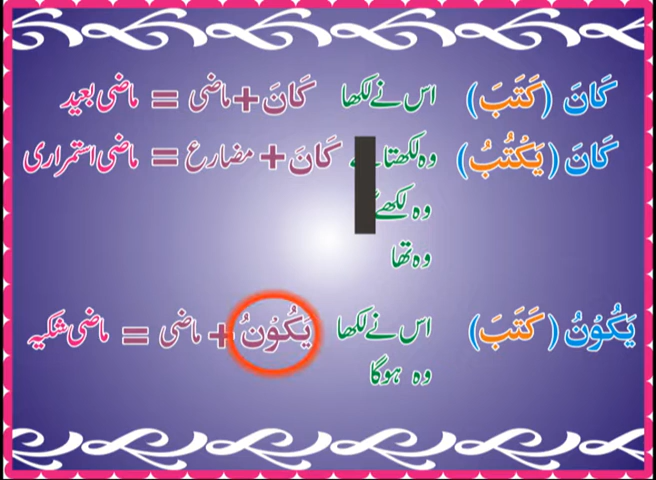 کَانَ (کَتَبَ) اس نے لکھا کَانَ + ماضی = ماضی بعید
کَانَ (یَکْتُبُ) وہ لکھتا کَانَ + مضارع = ماضی استمراری
وہ لکھے
وہ تھا
یَکُوْنُ (کَتَبَ) اس نے لکھا یَکُوْنُ + ماضی = ماضی شکیہ
وہ ہوگا